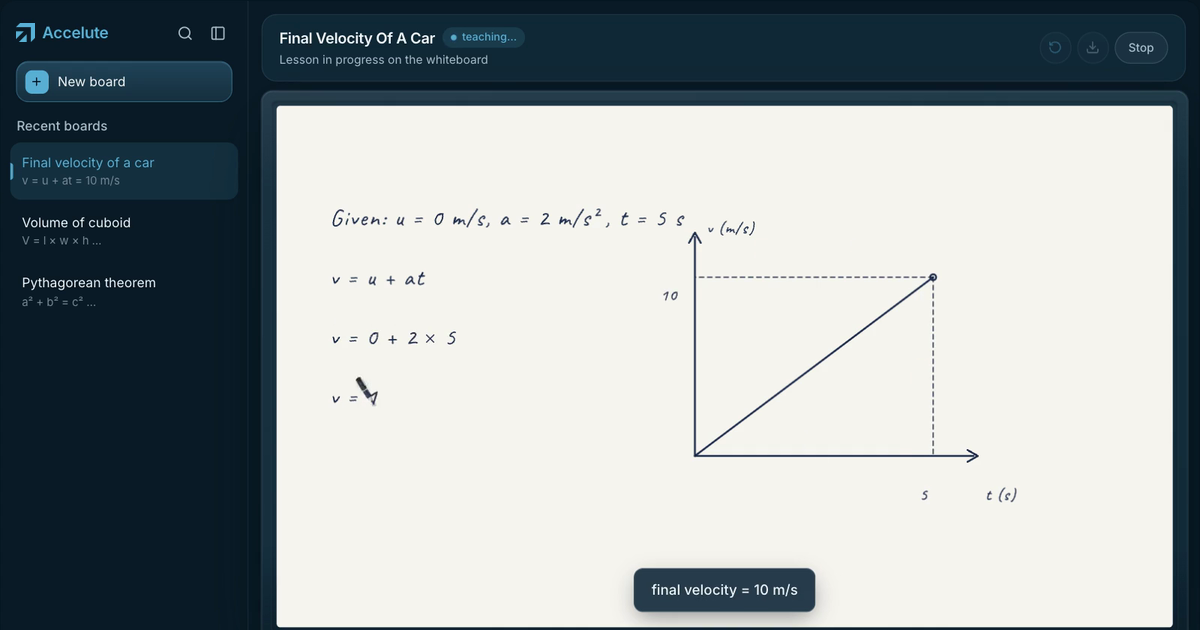 Accelute
New board
Recent boards
Final velocity of a car
v = u + at = 10 m/s
Volume of cuboid
V = l × w × h ...
Pythagorean theorem
a² + b² = c² ...
Final Velocity Of A Car
teaching...
Lesson in progress on the whiteboard
Stop
Given: u = 0 m/s, a = 2 m/s², t = 5 s
v = u + at
v = 0 + 2 × 5
v =
v (m/s)
10
5
t (s)
final velocity = 10 m/s